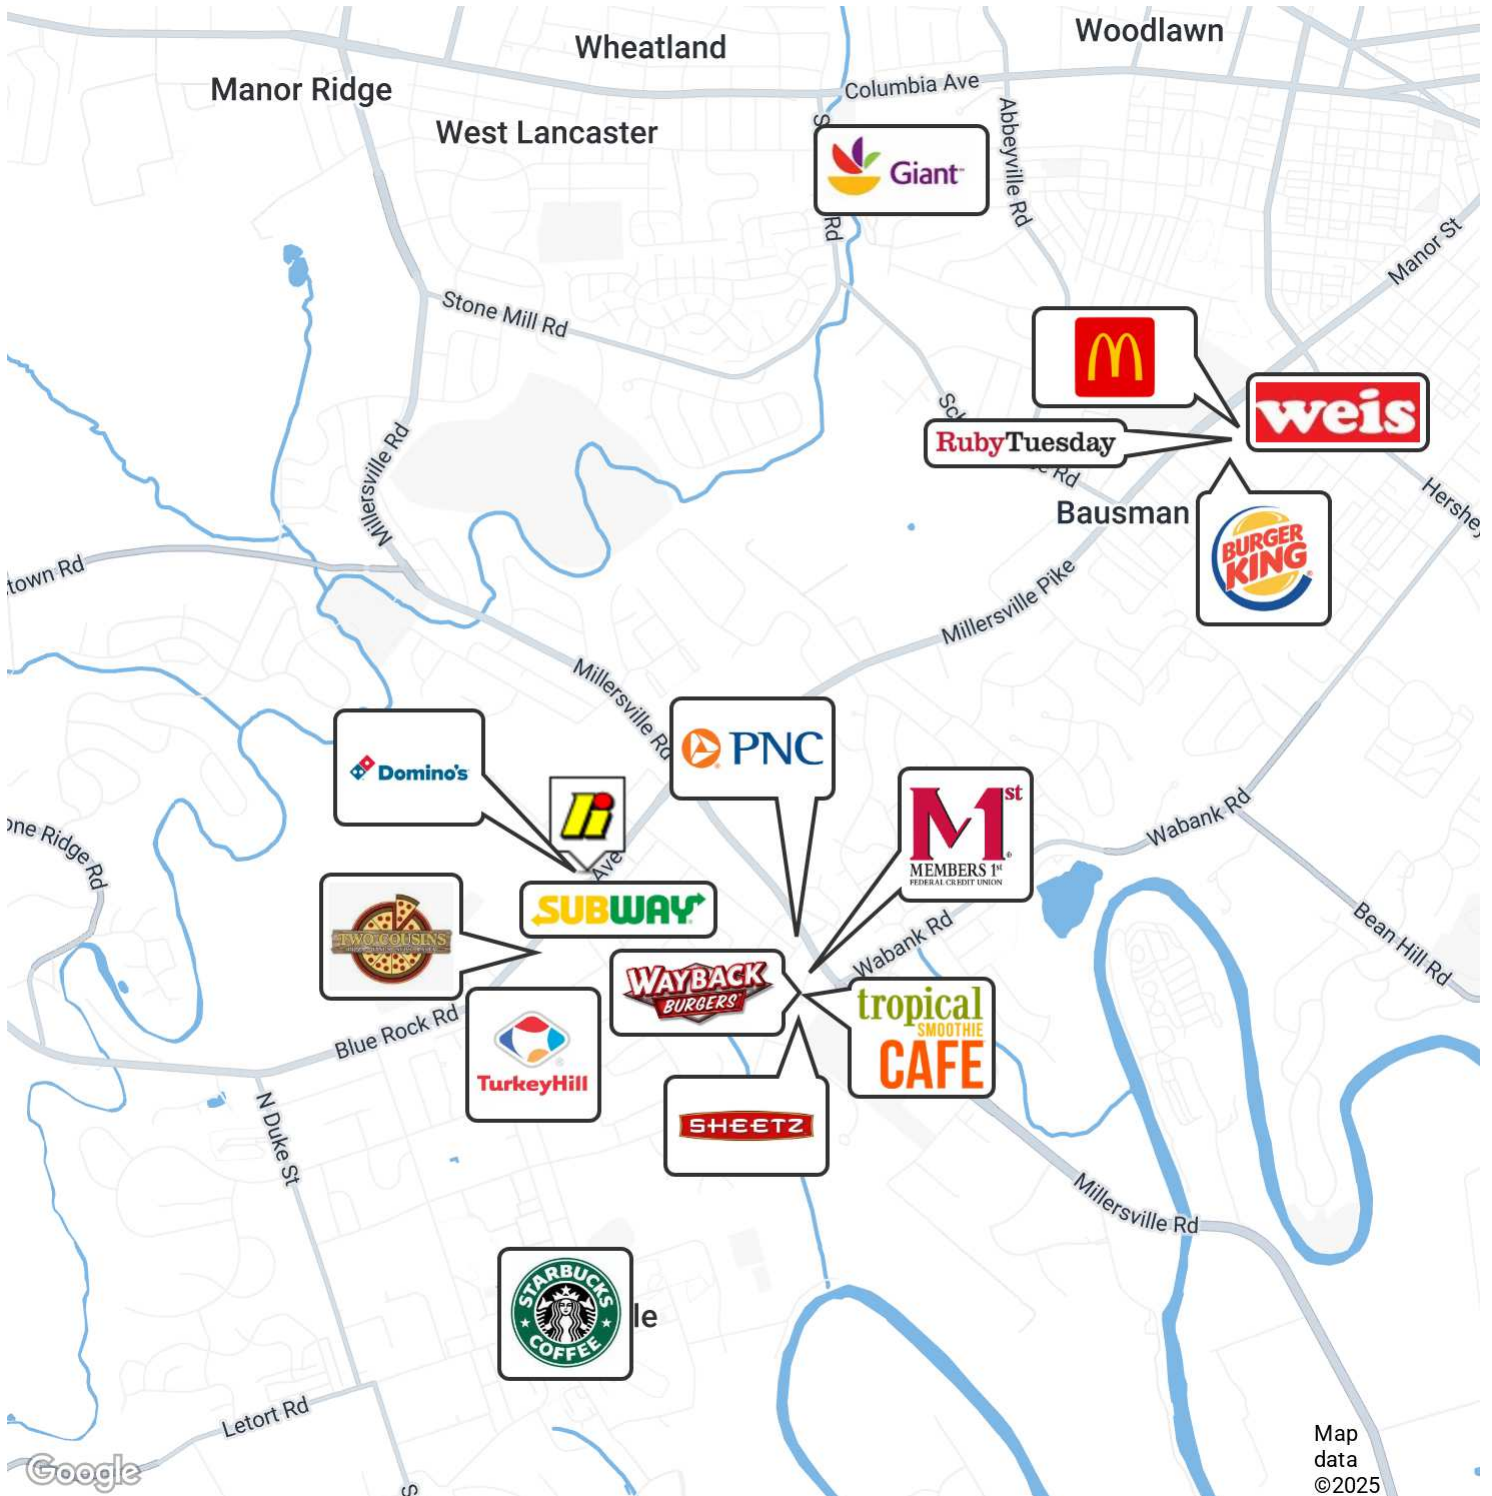 Wheatland
Woodlawn
Manor Ridge
Columbia Ave
West Lancaster
S
Giant
Rd
Abbeyville Rd
Manor St
Stone Mill Rd
weis
RubyTuesday
Rd
Millersville Rd
Hershey
Bausman
BURGER
KING
town Rd
Millersville Pike
Millersville Rd
PNC
Domino's
Wabank Rd
M1st
MEMBERS 1st
FEDERAL CREDIT UNION
one Ridge Rd
Ave
SUBWAY
TWO COUSINS
Wabank Rd
Bean Hill Rd
WAYBACK
BURGERS
tropical
SMOOTHIE
CAFE
Blue Rock Rd
TurkeyHill
SHEETZ
N Duke St
Millersville Rd
STARBUCKS
COFFEE
le
Letort Rd
Google
S
Map
data
©2025